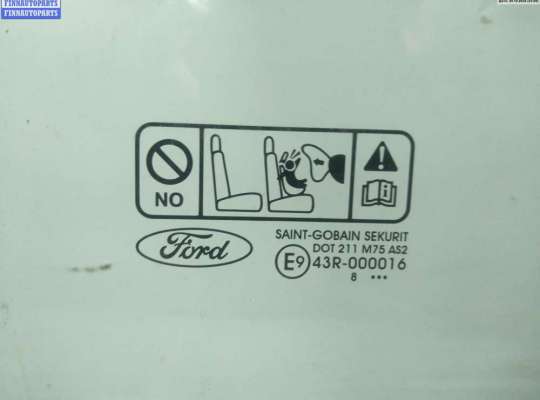 FINNAUTOPARTS
FINNAUTOPARTS
NO
Ford
SAINT-GOBAIN SEKURIT
DOT 211 M75 AS2
E9 43R-000016
8 •••